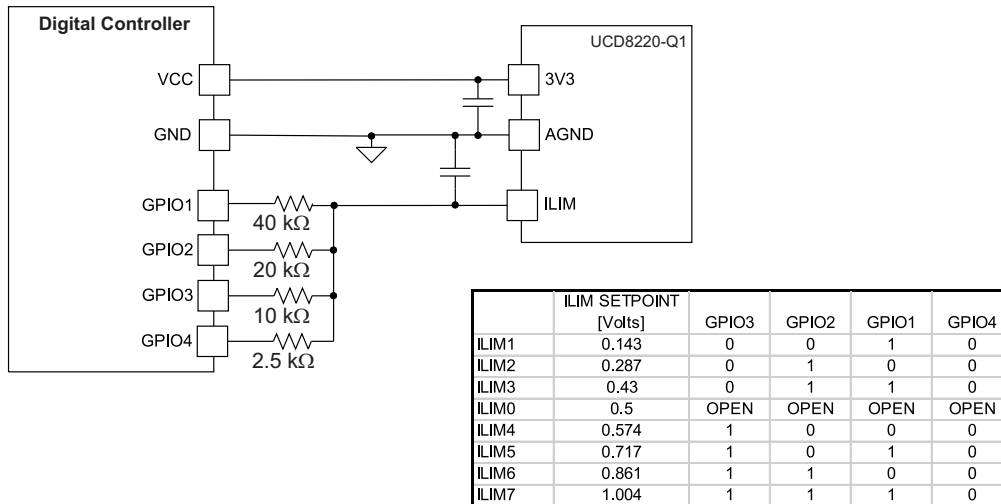 Digital Controller
UCD8220-Q1
VCC
3V3
GND
AGND
GPIO1
40 kΩ
ILIM
GPIO2
20 kΩ
GPIO3
10 kΩ
GPIO4
2.5 kΩ
ILIM SETPOINT
[Volts] GPIO3 GPIO2 GPIO1 GPIO4
ILIM1 0.143 0 0 1 0
ILIM2 0.287 0 1 0 0
ILIM3 0.43 0 1 1 0
ILIM0 0.5 OPEN OPEN OPEN OPEN
ILIM4 0.574 1 0 0 0
ILIM5 0.717 1 0 1 0
ILIM6 0.861 1 1 0 0
ILIM7 1.004 1 1 1 0